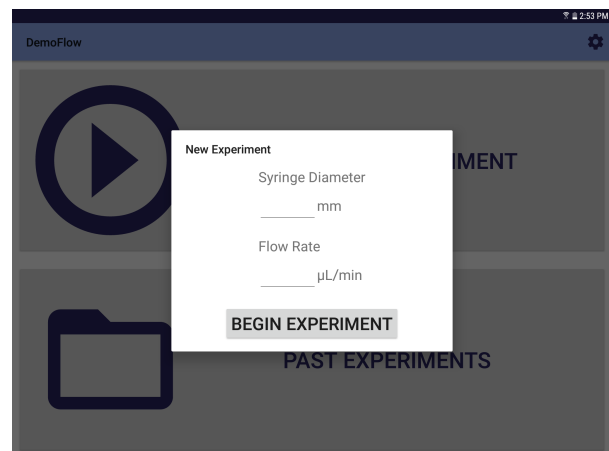 2:53 PM
DemoFlow
New Experiment
IMENT
Syringe Diameter
mm
Flow Rate
µL/min
BEGIN EXPERIMENT
PAST EXPERIMENTS